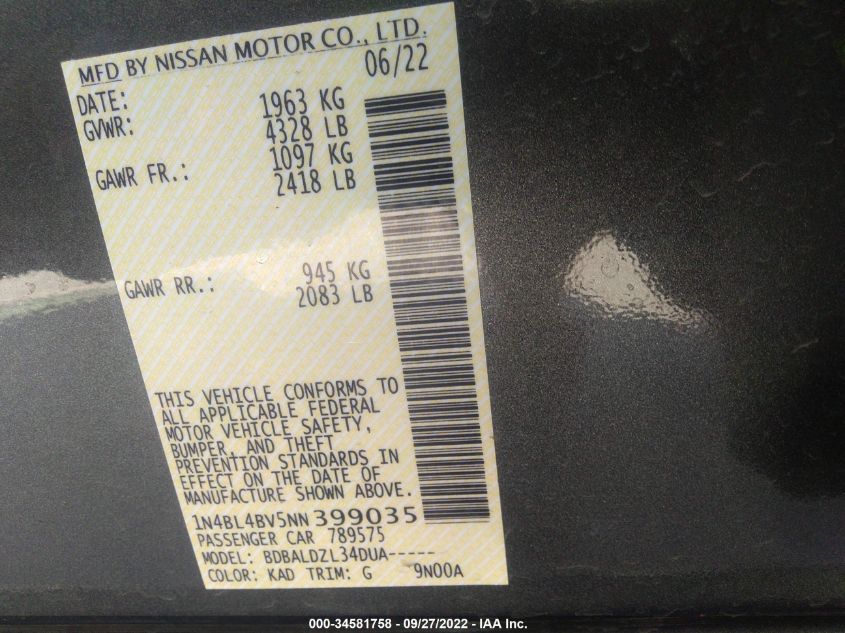 MFD BY NISSAN MOTOR CO., LTD.
DATE: 06/22
GVWR: 1963 KG
4328 LB
GAWR FR.: 1097 KG
2418 LB
GAWR RR.: 945 KG
2083 LB
THIS VEHICLE CONFORMS TO
ALL APPLICABLE FEDERAL
MOTOR VEHICLE SAFETY,
BUMPER, AND THEFT
PREVENTION STANDARDS IN
EFFECT ON THE DATE OF
MANUFACTURE SHOWN ABOVE.
1N4BL4BV5NN399035
PASSENGER CAR 789575
MODEL: BDBALDZL34DUA-----
COLOR: KAD TRIM: G 9N00A
000-34581758 - 09/27/2022 - IAA Inc.